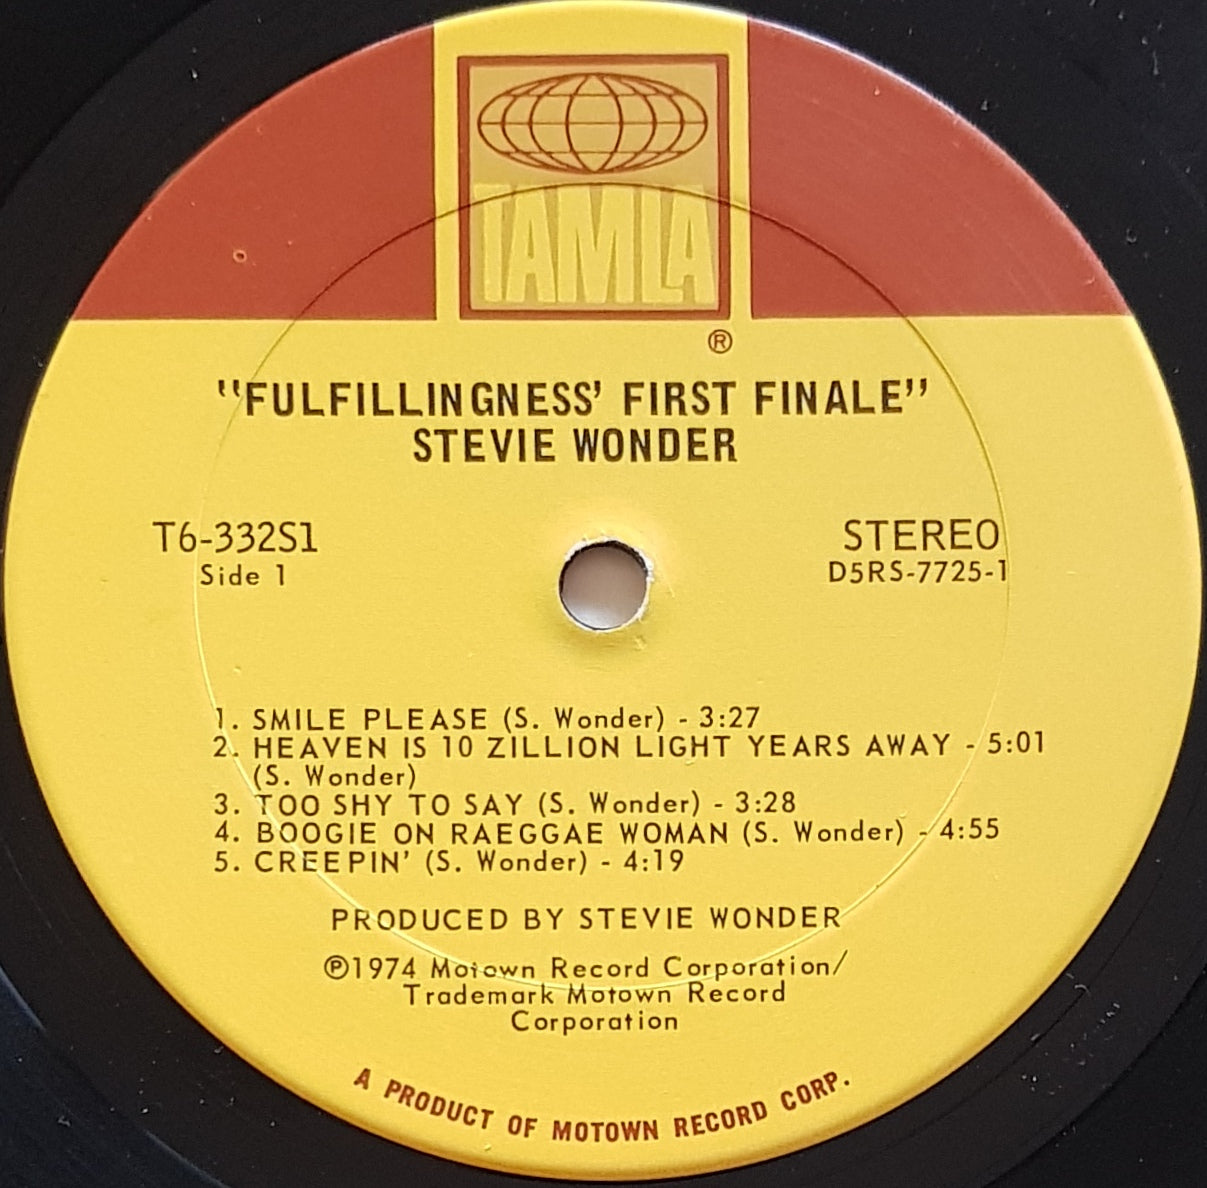 TAMLA
®
"FULFILLINGNESS' FIRST FINALE"
STEVIE WONDER
T6-332S1
Side 1
STEREO
D5RS-7725-1
1. SMILE PLEASE (S. Wonder) - 3:27
2. HEAVEN IS 10 ZILLION LIGHT YEARS AWAY - 5:01
(S. Wonder)
3. TOO SHY TO SAY (S. Wonder) - 3:28
4. BOOGIE ON RAEGGAE WOMAN (S. Wonder) - 4:55
5. CREEPIN' (S. Wonder) - 4:19
PRODUCED BY STEVIE WONDER
℗1974 Motown Record Corporation/
Trademark Motown Record
Corporation
A PRODUCT OF MOTOWN RECORD CORP.